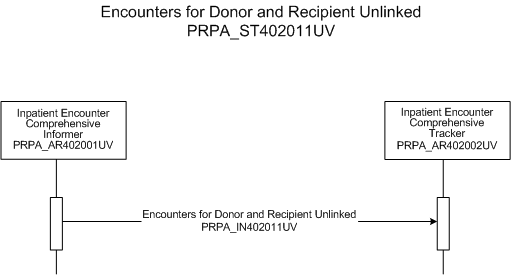 Encounters for Donor and Recipient Unlinked
PRPA_ST402011UV
Inpatient Encounter
Comprehensive
Informer
PRPA_AR402001UV
Inpatient Encounter
Comprehensive
Tracker
PRPA_AR402002UV
Encounters for Donor and Recipient Unlinked
PRPA_IN402011UV